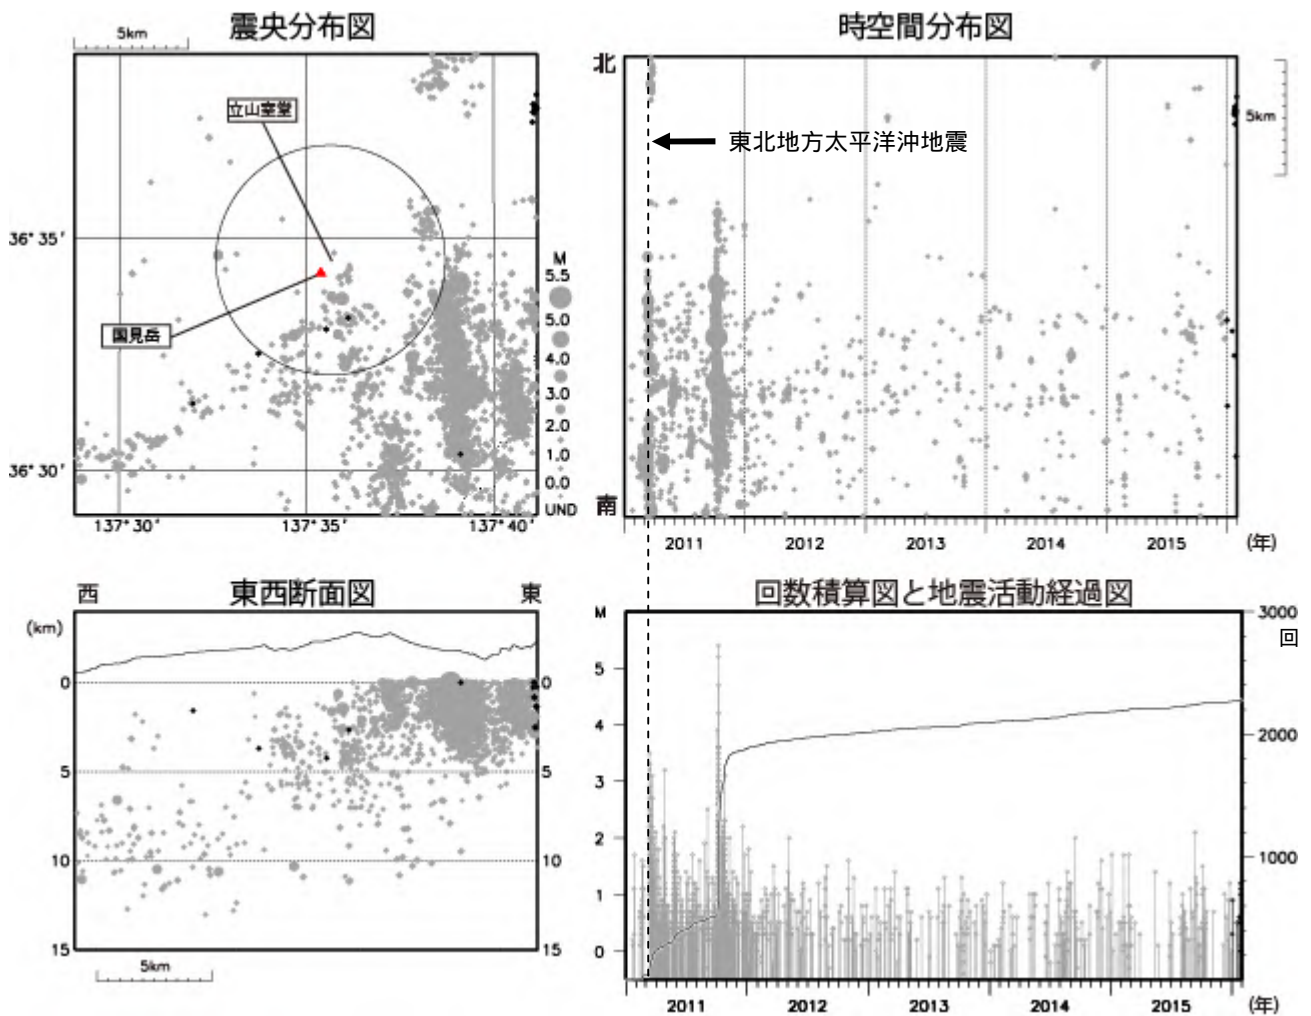 震央分布図
5km
立山室堂
国見岳
36°35′
36°30′
137°30′
137°35′
137°40′
M
5.5
5.0
4.0
3.0
2.0
1.0
0.0
UND
時空間分布図
北
南
5km
東北地方太平洋沖地震
2011
2012
2013
2014
2015
(年)
東西断面図
西
東
(km)
0
5
10
15
0
5
10
15
5km
回数積算図と地震活動経過図
M
5
4
3
2
1
0
3000
回
2000
1000
2011
2012
2013
2014
2015
(年)